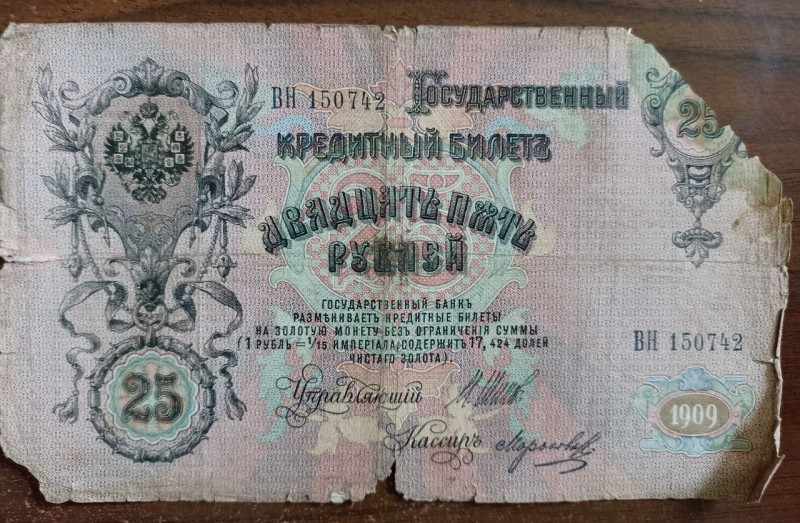 ВН 150742
Государственный
25
Кредитный Билетъ
Двадцать пять
рублей
ГОСУДАРСТВЕННЫЙ БАНКЪ
РАЗМѢНИВАЕТЪ КРЕДИТНЫЕ БИЛЕТЫ
НА ЗОЛОТУЮ МОНЕТУ БЕЗЪ ОГРАНИЧЕНІЯ СУММЫ
(1 РУБЛЬ = 1/15 ИМПЕРІАЛА, СОДЕРЖИТЪ 17,424 ДОЛЕЙ
ЧИСТАГО ЗОЛОТА).
ВН 150742
Управляющій
25
Кассиръ
1909